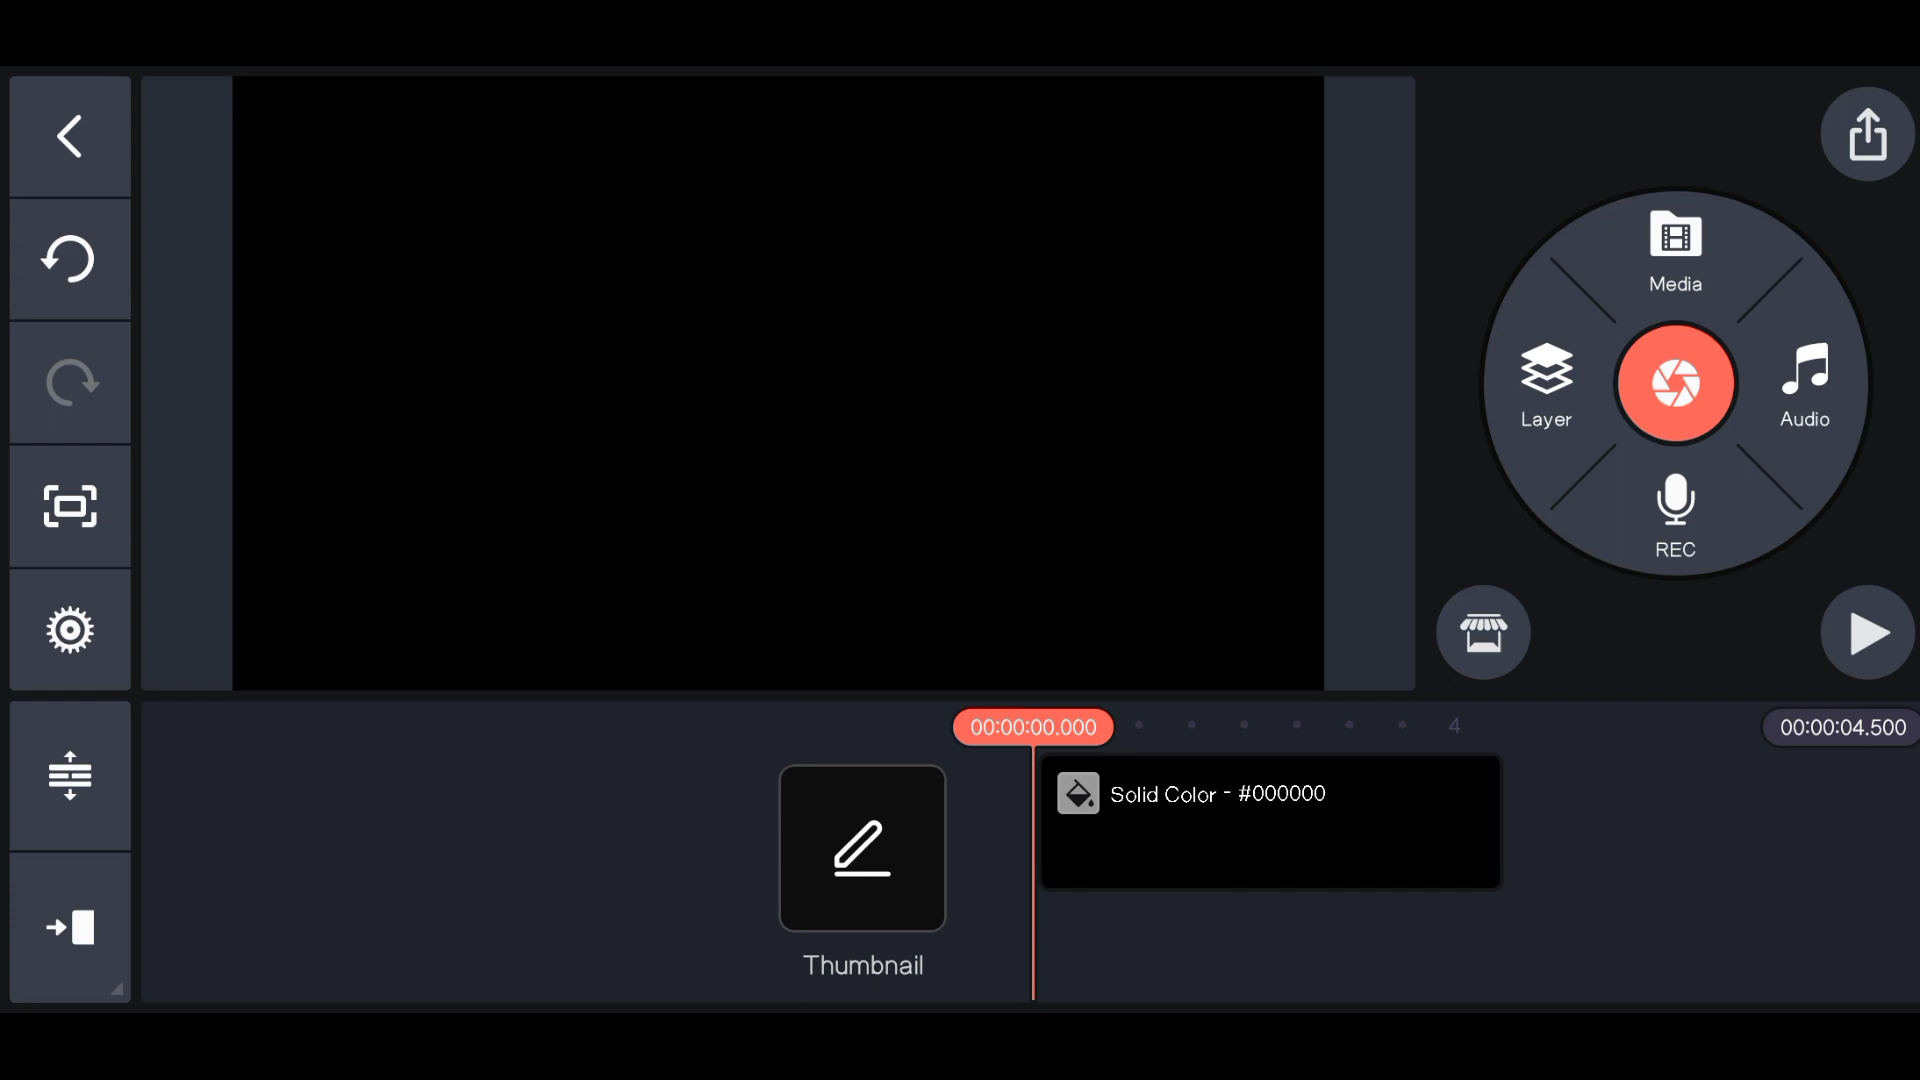 Media
Layer
Audio
REC
00:00:00.000
4
00:00:04.500
Solid Color - #000000
Thumbnail